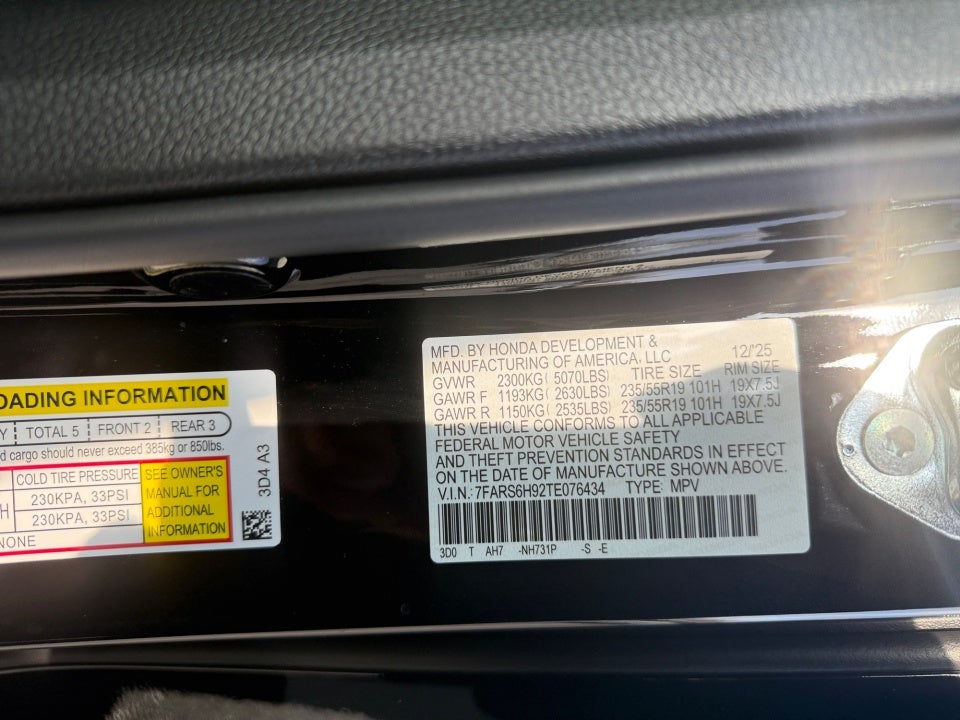 OADING INFORMATION
Y TOTAL 5 FRONT 2 REAR 3
d cargo should never exceed 385kg or 850lbs.
COLD TIRE PRESSURE
230KPA, 33PSI
H 230KPA, 33PSI
NONE
SEE OWNER'S
MANUAL FOR
ADDITIONAL
INFORMATION
3D4 A3
MFD. BY HONDA DEVELOPMENT &
MANUFACTURING OF AMERICA, LLC 12/'25
GVWR 2300KG( 5070LBS) TIRE SIZE RIM SIZE
GAWR F 1193KG( 2630LBS) 235/55R19 101H 19X7.5J
GAWR R 1150KG( 2535LBS) 235/55R19 101H 19X7.5J
THIS VEHICLE CONFORMS TO ALL APPLICABLE
FEDERAL MOTOR VEHICLE SAFETY
AND THEFT PREVENTION STANDARDS IN EFFECT
ON THE DATE OF MANUFACTURE SHOWN ABOVE.
V.I.N.: 7FARS6H92TE076434 TYPE: MPV
3D0 T AH7 -NH731P -S -E